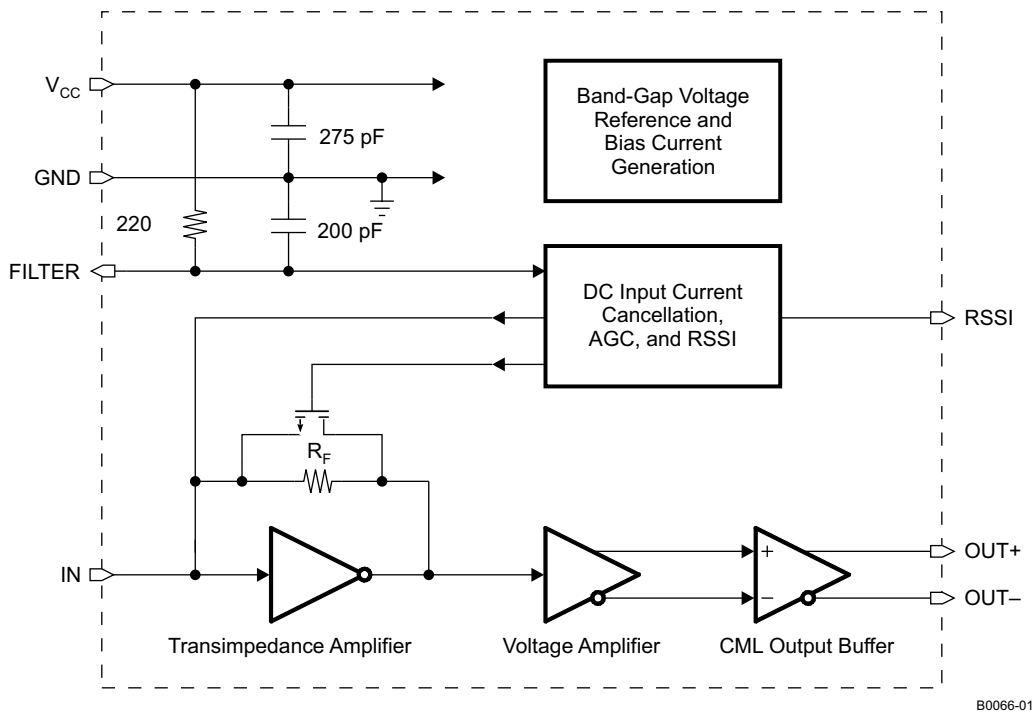 V_CC
275 pF
GND
220
200 pF
FILTER
Band-Gap Voltage
Reference and
Bias Current
Generation
DC Input Current
Cancellation,
AGC, and RSSI
RSSI
R_F
IN
+
−
OUT+
OUT–
Transimpedance Amplifier
Voltage Amplifier
CML Output Buffer
B0066-01